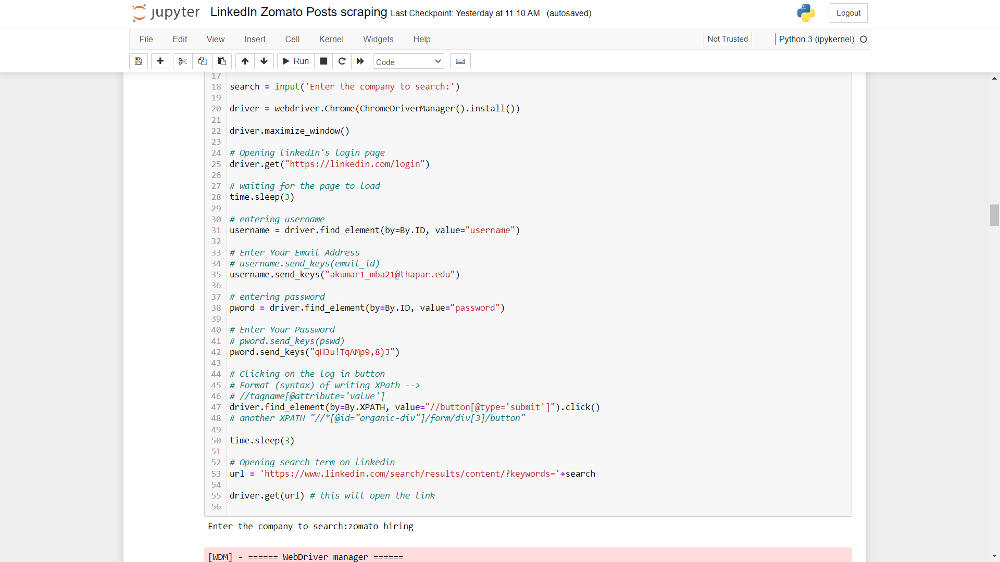 jupyter LinkedIn Zomato Posts scraping Last Checkpoint: Yesterday at 11:10 AM (autosaved) Logout
File Edit View Insert Cell Kernel Widgets Help Not Trusted Python 3 (ipykernel)
Run Code
17
18 search = input('Enter the company to search:')
19
20 driver = webdriver.Chrome(ChromeDriverManager().install())
21
22 driver.maximize_window()
23
24 # Opening linkedIn's login page
25 driver.get("https://linkedin.com/login")
26
27 # waiting for the page to load
28 time.sleep(3)
29
30 # entering username
31 username = driver.find_element(by=By.ID, value="username")
32
33 # Enter Your Email Address
34 # username.send_keys(email_id)
35 username.send_keys("akumar1_mba21@thapar.edu")
36
37 # entering password
38 pword = driver.find_element(by=By.ID, value="password")
39
40 # Enter Your Password
41 # pword.send_keys(pswd)
42 pword.send_keys("qH3u!TqAMp9,8)J")
43
44 # Clicking on the log in button
45 # Format (syntax) of writing XPath -->
46 # //tagname[@attribute='value']
47 driver.find_element(by=By.XPATH, value="//button[@type='submit']").click()
48 # another XPATH "//*[@id="organic-div"]/form/div[3]/button"
49
50 time.sleep(3)
51
52 # Opening search term on linkedin
53 url = 'https://www.linkedin.com/search/results/content/?keywords='+search
54
55 driver.get(url) # this will open the link
56
Enter the company to search:zomato hiring
[WDM] - ====== WebDriver manager ======